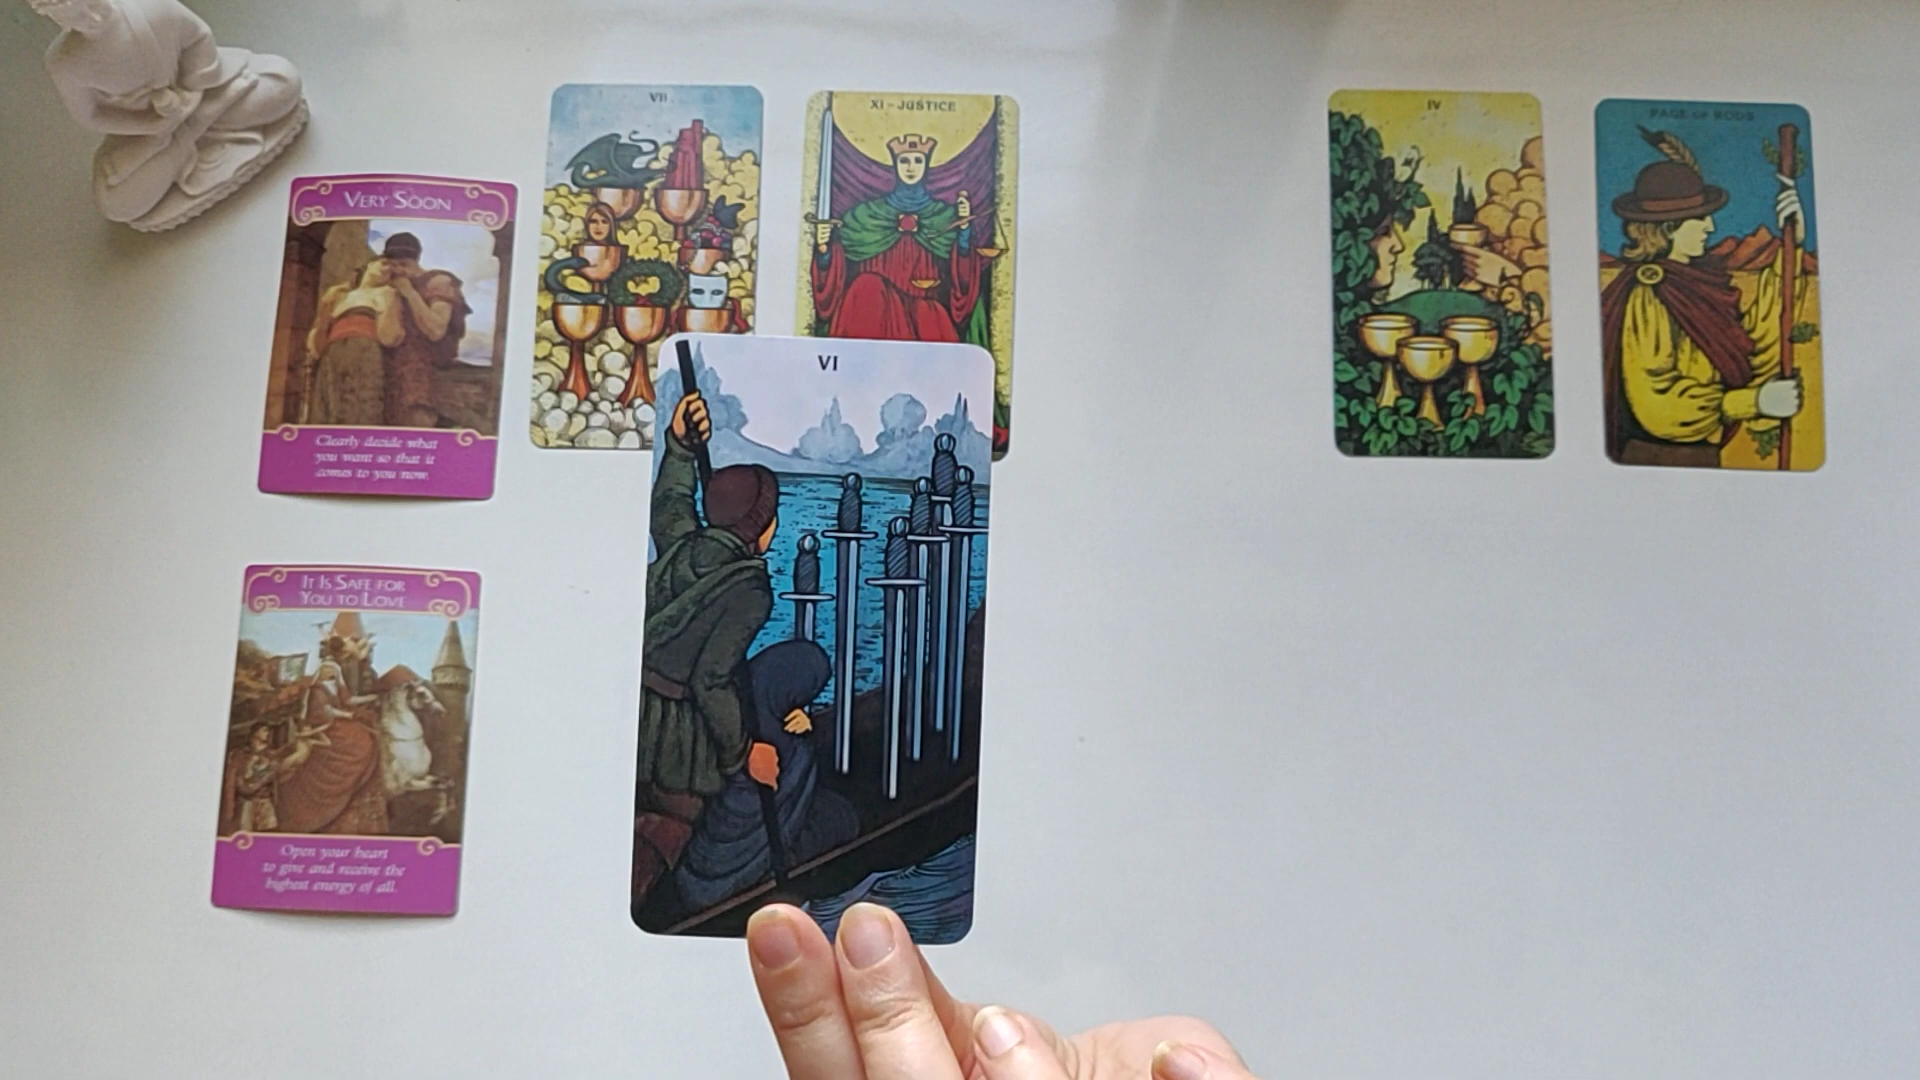 VERY SOON
Clearly decide what
you want so that it
comes to you now.
IT IS SAFE FOR
YOU TO LOVE
Open your heart
to give and receive the
highest energy of all.
VII
XI - JUSTICE
VI
IV
PAGE OF RODS